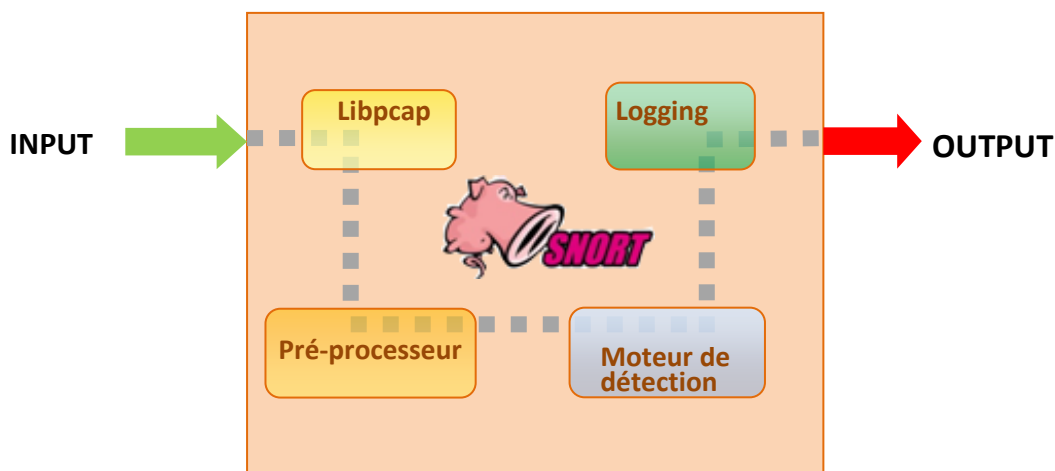 INPUT
Libpcap
Logging
OUTPUT
SNORT
Pré-processeur
Moteur de
détection